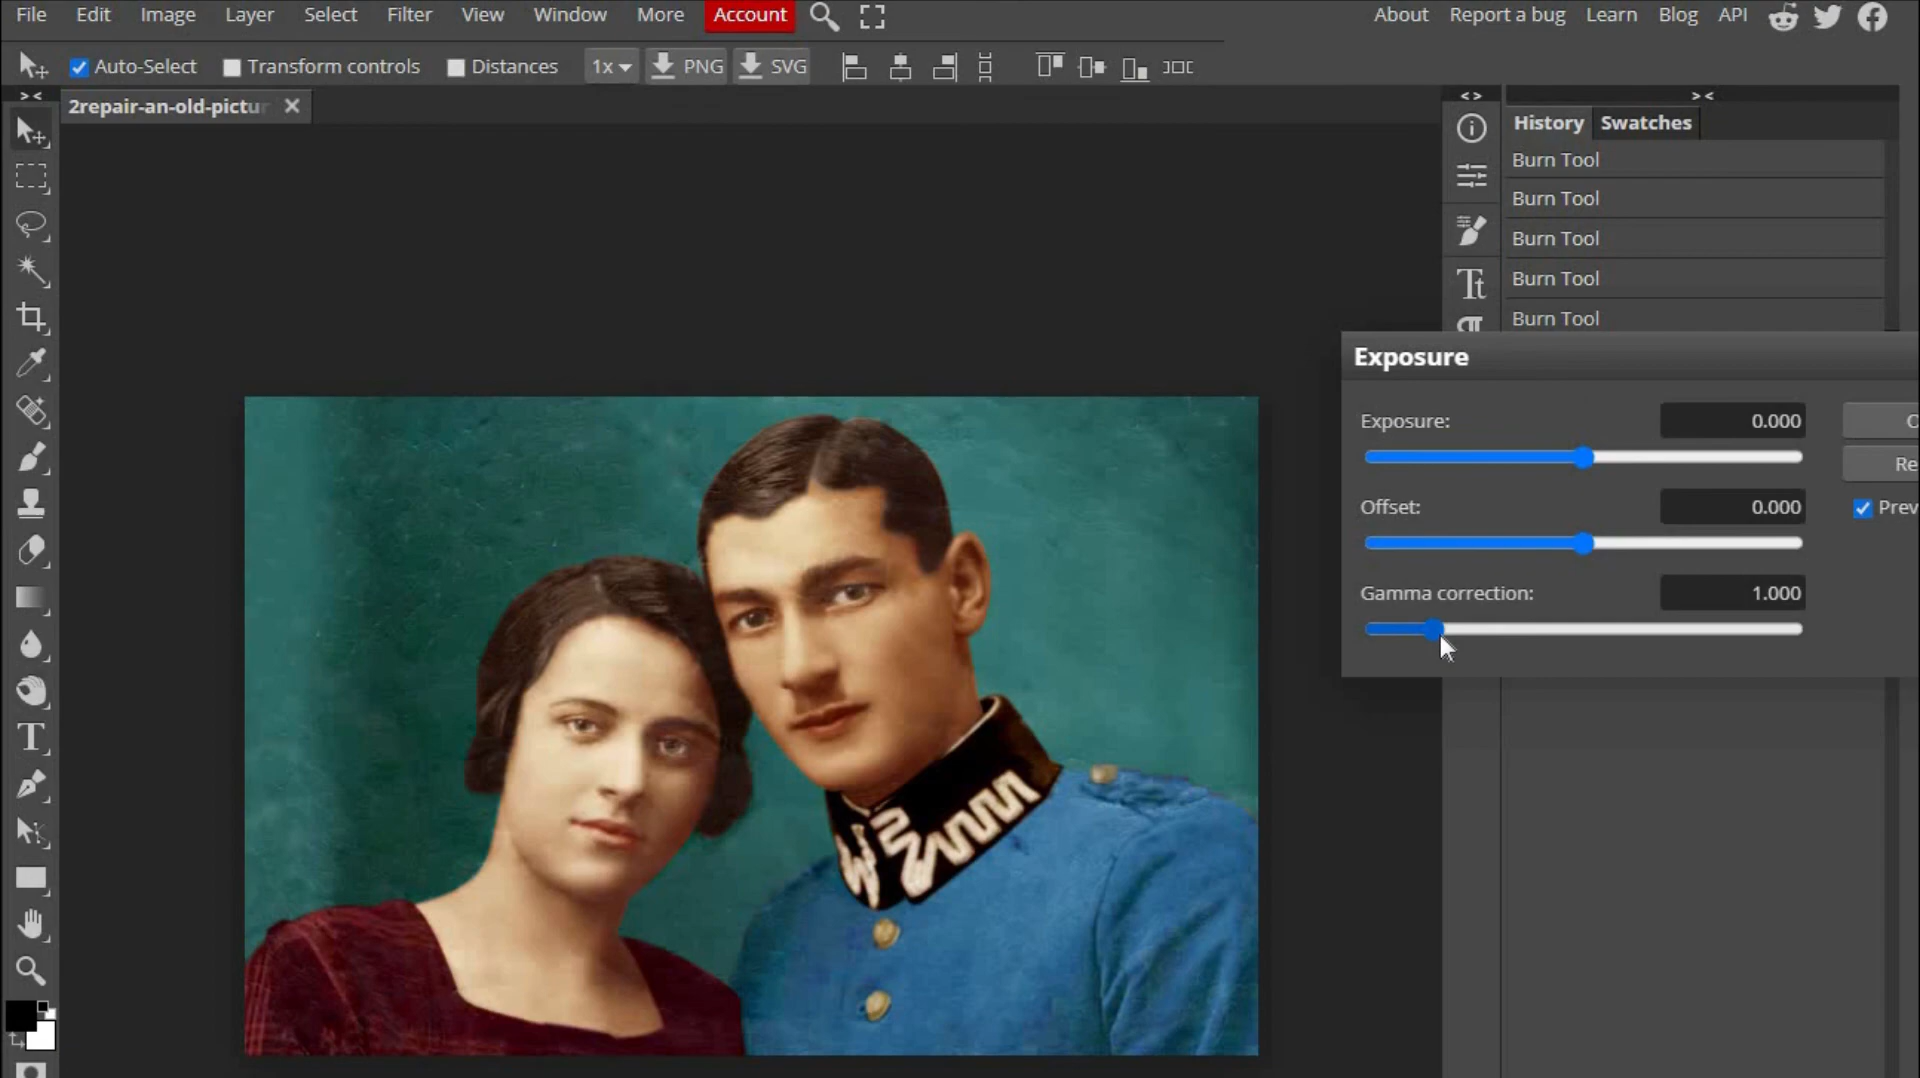 File Edit Image Layer Select Filter View Window More Account About Report a bug Learn Blog API
Auto-Select Transform controls Distances 1x PNG SVG
2repair-an-old-pictur
History Swatches
Burn Tool
Burn Tool
Burn Tool
Burn Tool
Burn Tool
Exposure
Exposure: 0.000
Re
Offset: 0.000 Prev
Gamma correction: 1.000